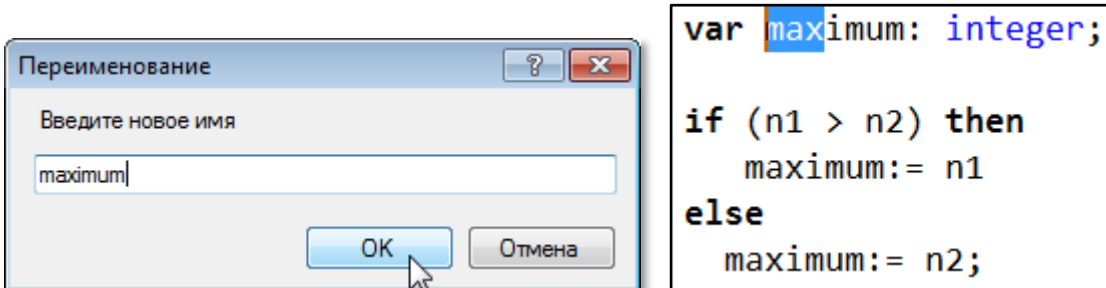 Переименование
Введите новое имя
maximum
OK
Отмена
var maximum: integer;
if (n1 > n2) then
maximum:= n1
else
maximum:= n2;